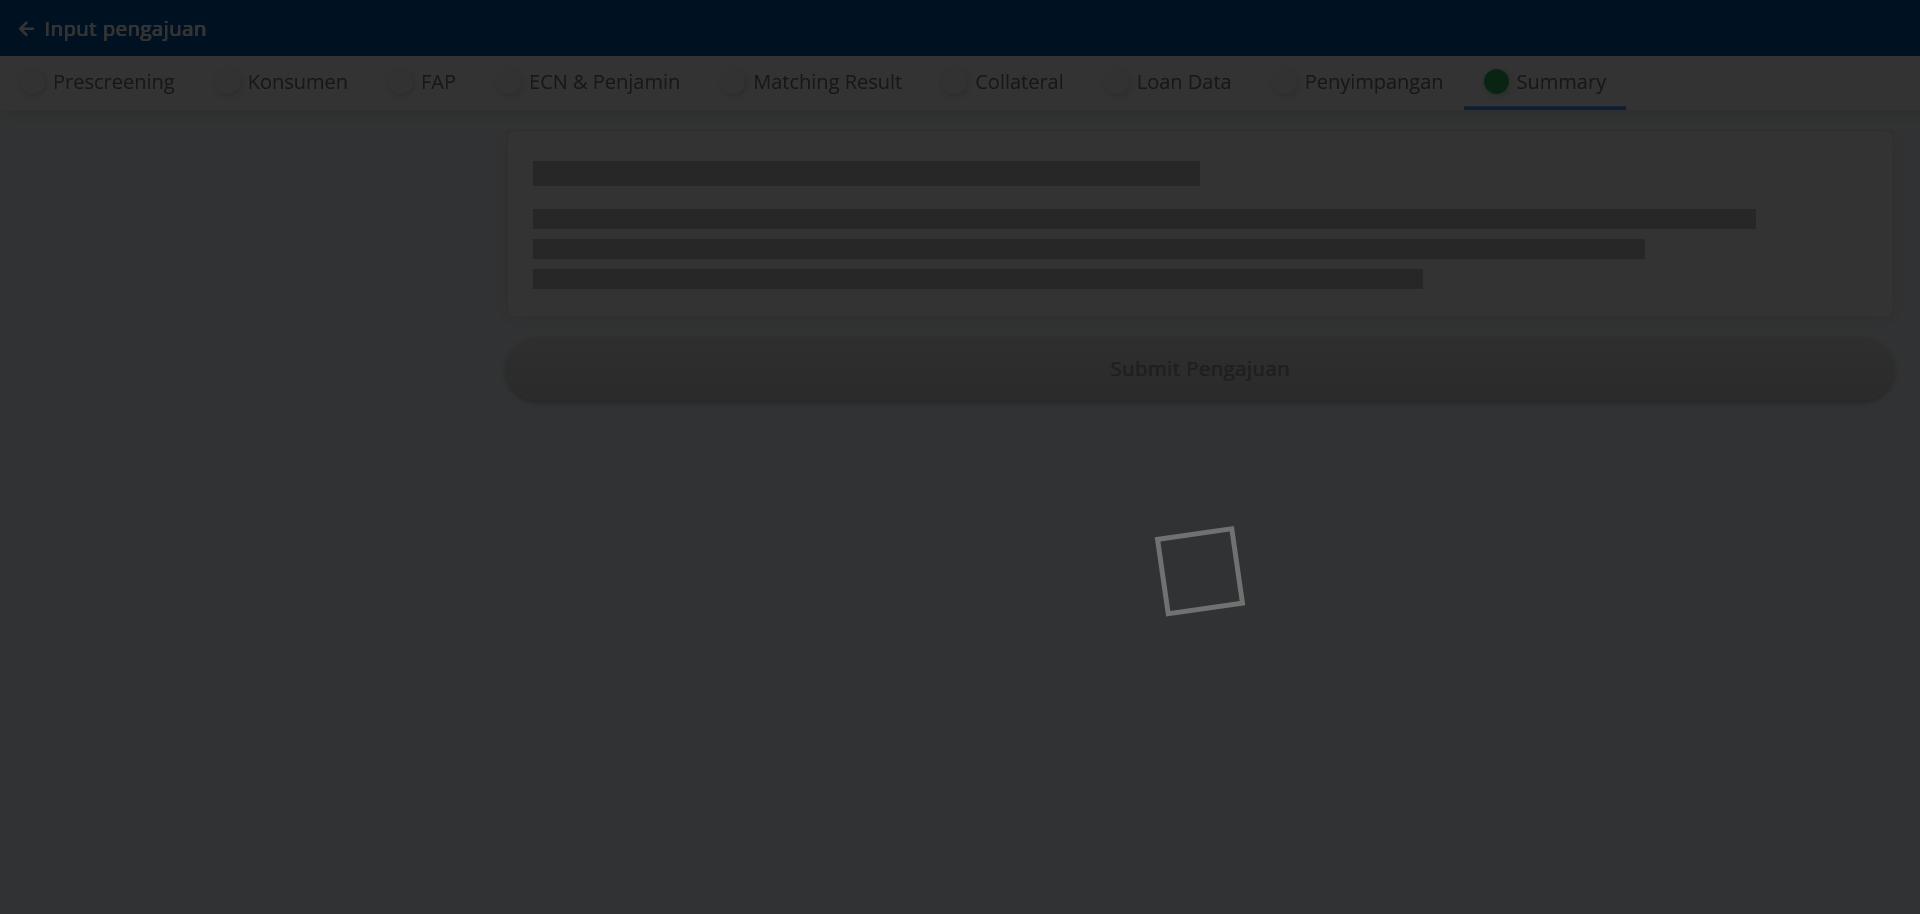 Input pengajuan
Prescreening Konsumen FAP ECN & Penjamin Matching Result Collateral Loan Data Penyimpangan Summary
Submit Pengajuan